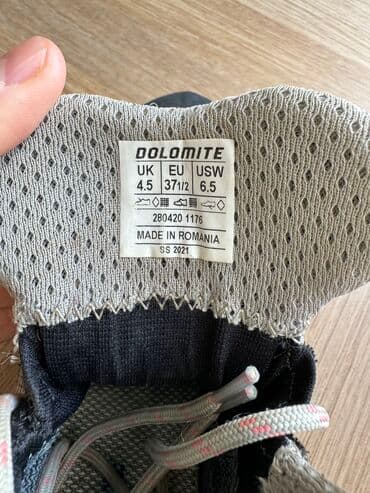 DOLOMITE
UK EU USW
4.5 37 1/2 6.5
280420 1176
MADE IN ROMANIA
SS 2021